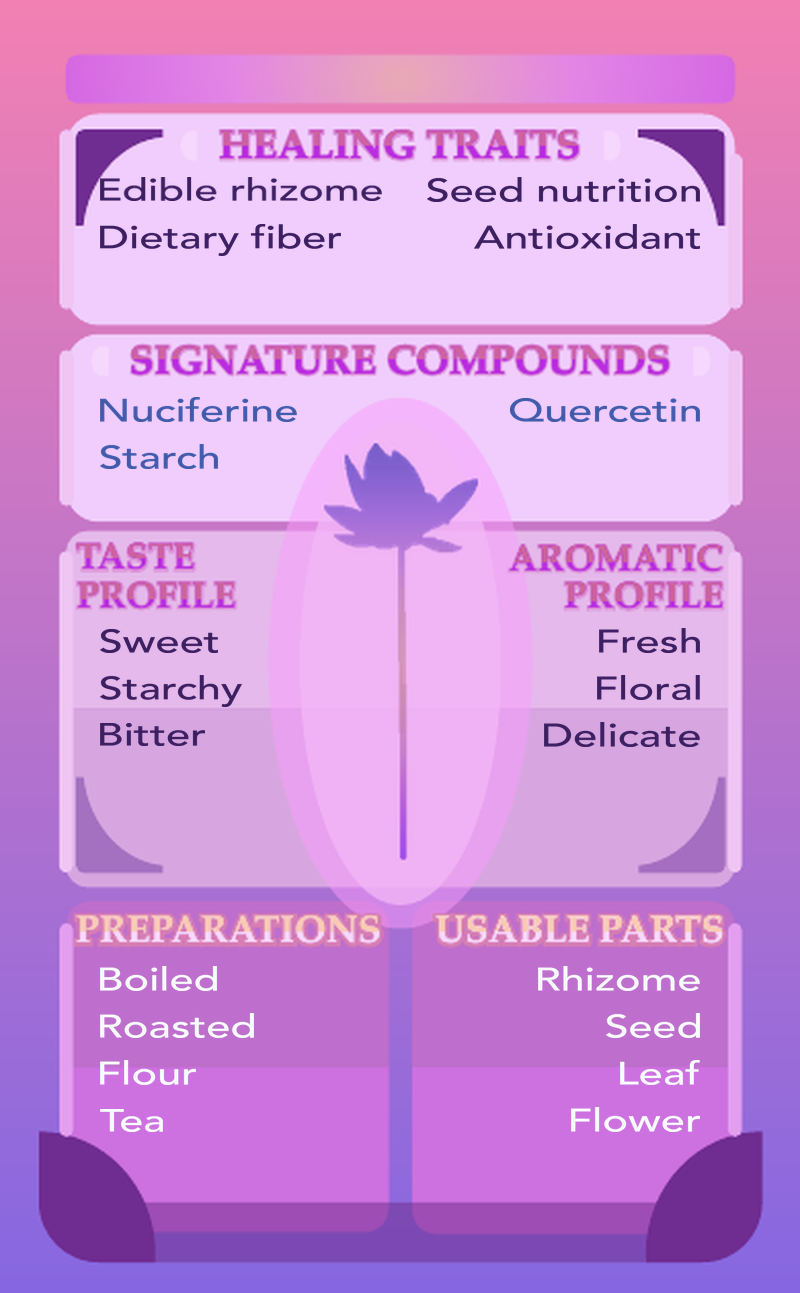 HEALING TRAITS
Edible rhizome Seed nutrition
Dietary fiber Antioxidant
SIGNATURE COMPOUNDS
Nuciferine Quercetin
Starch
TASTE
PROFILE
Sweet
Starchy
Bitter
AROMATIC
PROFILE
Fresh
Floral
Delicate
PREPARATIONS
Boiled
Roasted
Flour
Tea
USABLE PARTS
Rhizome
Seed
Leaf
Flower